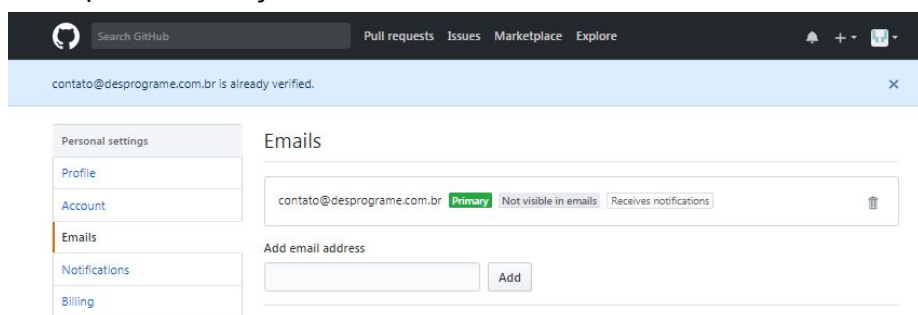 Search GitHub
Pull requests Issues Marketplace Explore
contato@desprograme.com.br is already verified.
Personal settings
Profile
Account
Emails
Notifications
Billing
Emails
contato@desprograme.com.br Primary Not visible in emails Receives notifications
Add email address
Add